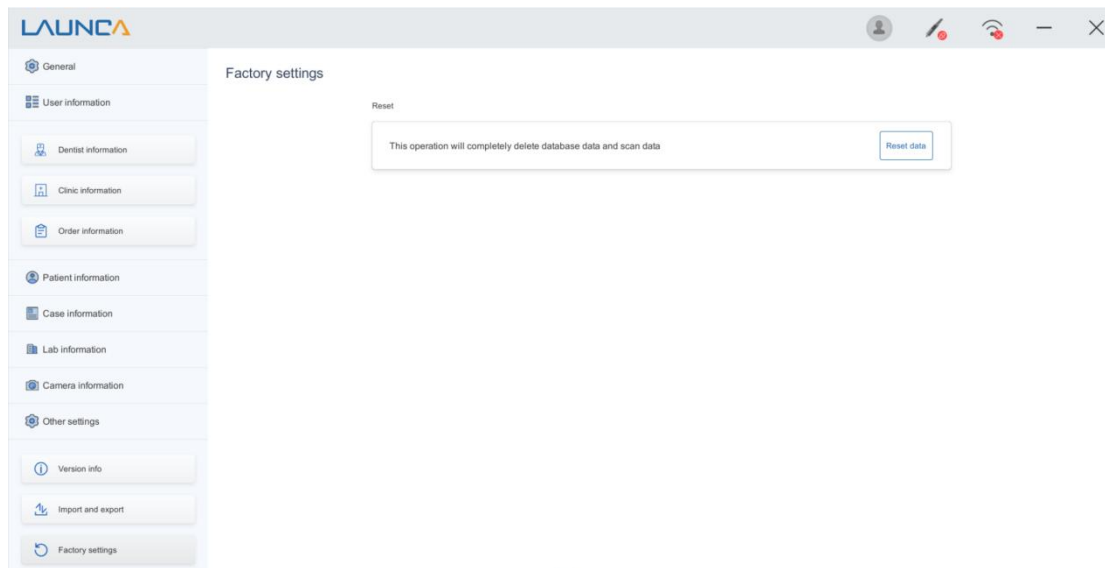 LAUNCA
General
User information
Dentist information
Clinic information
Order information
Patient information
Case information
Lab information
Camera information
Other settings
Version info
Import and export
Factory settings
Factory settings
Reset
This operation will completely delete database data and scan data
Reset data